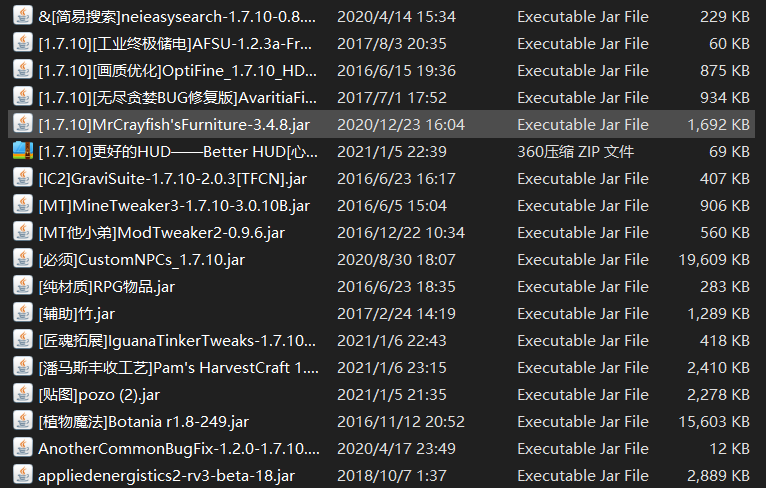 &[简易搜索]neieasysearch-1.7.10-0.8.... 2020/4/14 15:34 Executable Jar File 229 KB
[1.7.10][工业终极储电]AFSU-1.2.3a-Fr... 2017/8/3 20:35 Executable Jar File 60 KB
[1.7.10][画质优化]OptiFine_1.7.10_HD... 2016/6/15 19:36 Executable Jar File 875 KB
[1.7.10][无尽贪婪BUG修复版]AvaritiaFi... 2017/7/1 17:52 Executable Jar File 934 KB
[1.7.10]MrCrayfish'sFurniture-3.4.8.jar 2020/12/23 16:04 Executable Jar File 1,692 KB
[1.7.10]更好的HUD——Better HUD[心... 2021/1/5 22:39 360压缩 ZIP 文件 69 KB
[IC2]GraviSuite-1.7.10-2.0.3[TFCN].jar 2016/6/23 16:17 Executable Jar File 407 KB
[MT]MineTweaker3-1.7.10-3.0.10B.jar 2016/6/5 15:04 Executable Jar File 906 KB
[MT他小弟]ModTweaker2-0.9.6.jar 2016/12/22 10:34 Executable Jar File 560 KB
[必须]CustomNPCs_1.7.10.jar 2020/8/30 18:07 Executable Jar File 19,609 KB
[纯材质]RPG物品.jar 2016/6/23 18:35 Executable Jar File 283 KB
[辅助]竹.jar 2017/2/24 14:19 Executable Jar File 1,289 KB
[匠魂拓展]IguanaTinkerTweaks-1.7.10... 2021/1/6 22:43 Executable Jar File 418 KB
[潘马斯丰收工艺]Pam's HarvestCraft 1.... 2021/1/6 23:15 Executable Jar File 2,410 KB
[贴图]pozo (2).jar 2021/1/5 21:35 Executable Jar File 2,278 KB
[植物魔法]Botania r1.8-249.jar 2016/11/12 20:52 Executable Jar File 15,603 KB
AnotherCommonBugFix-1.2.0-1.7.10.... 2020/4/17 23:49 Executable Jar File 12 KB
appliedenergistics2-rv3-beta-18.jar 2018/10/7 1:37 Executable Jar File 2,889 KB